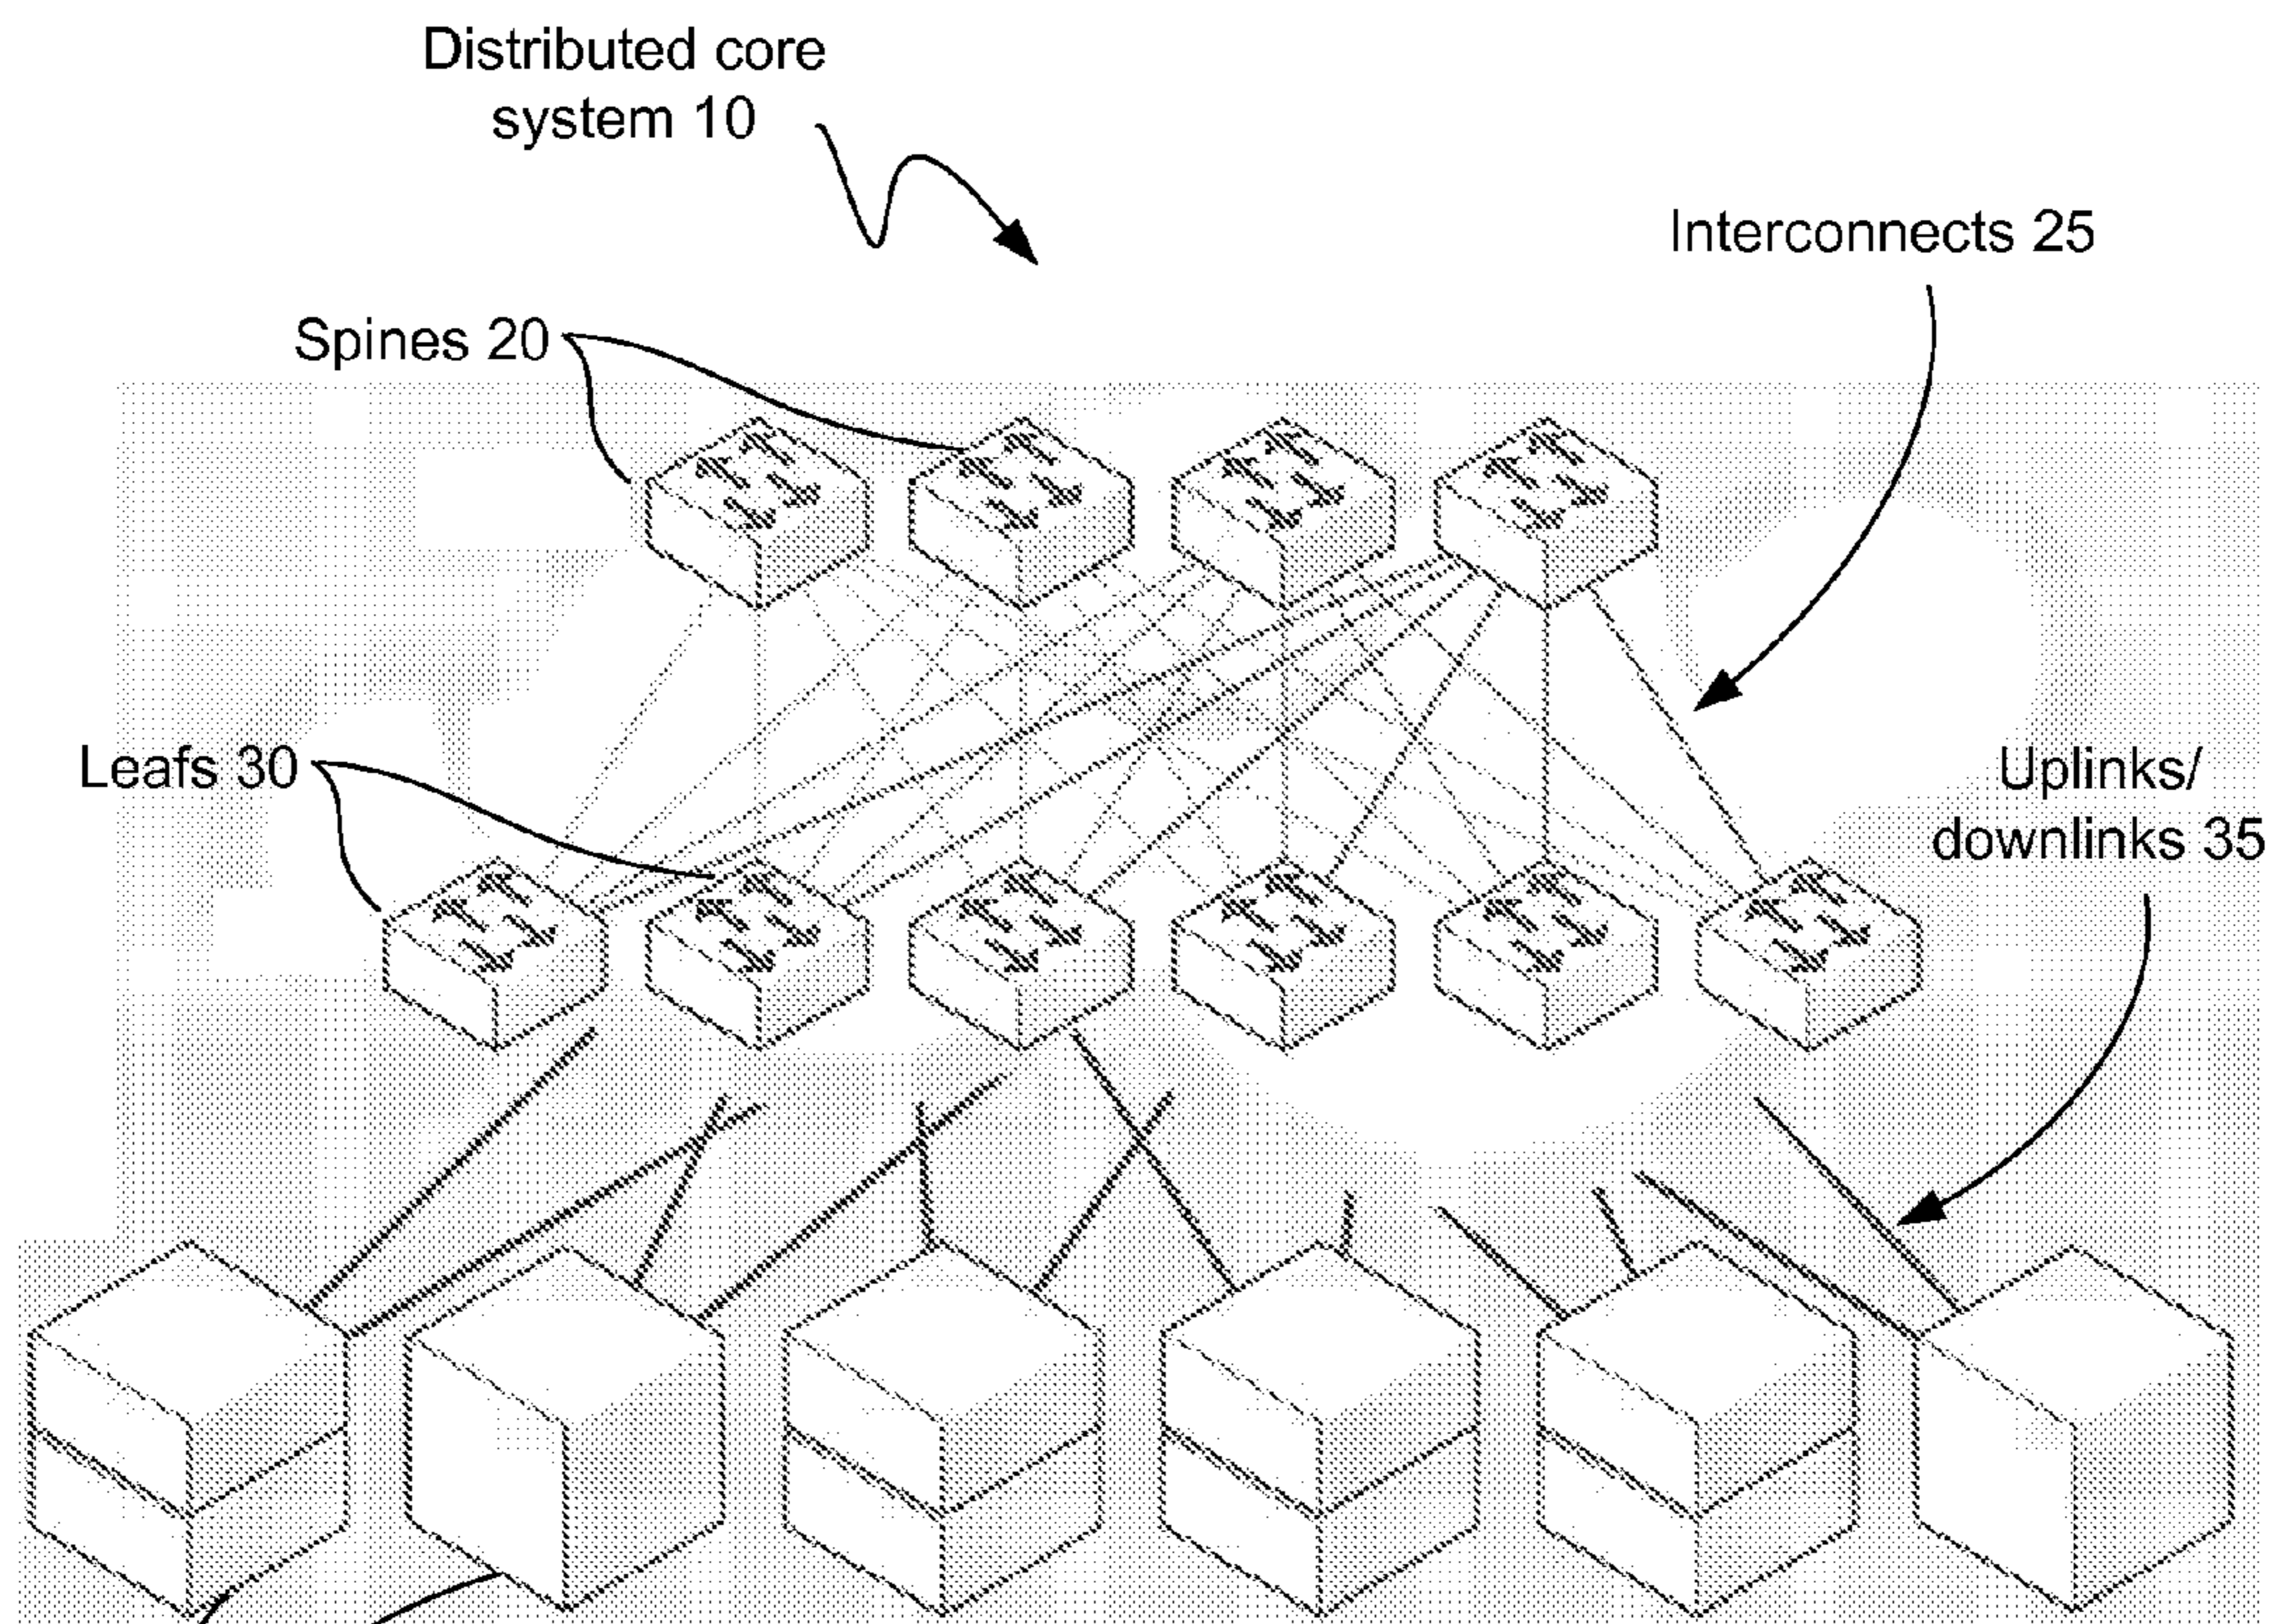 Distributed core
system 10
Interconnects 25
Spines 20
Leafs 30
Uplinks/
downlinks 35